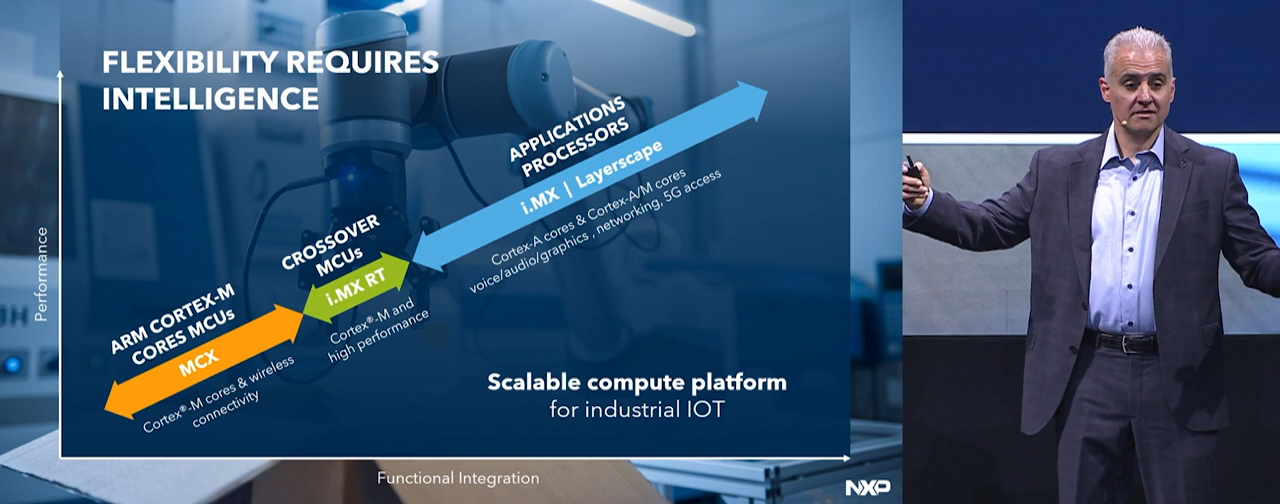 FLEXIBILITY REQUIRES
INTELLIGENCE
Performance
ARM CORTEX-M
CORES MCUs
MCX
Cortex®-M cores & wireless
connectivity
CROSSOVER
MCUs
i.MX RT
Cortex®-M and
high performance
APPLICATIONS
PROCESSORS
i.MX | Layerscape
Cortex-A cores & Cortex-A/M cores
voice/audio/graphics , networking, 5G access
Scalable compute platform
for industrial IOT
Functional Integration
NXP